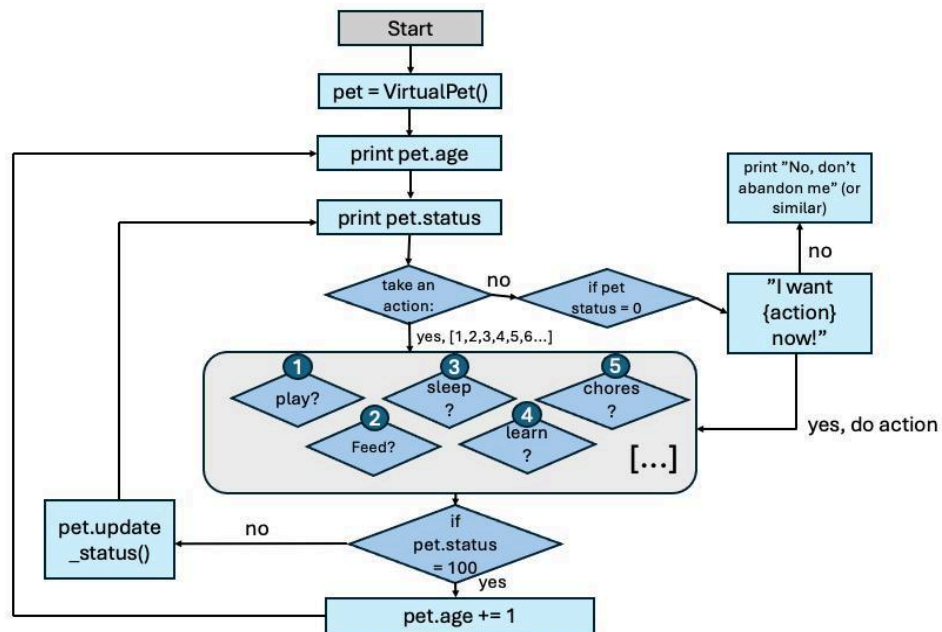 Start
pet = VirtualPet()
print pet.age
print pet.status
print "No, don't
abandon me" (or
similar)
no
take an
action:
no
if pet
status = 0
"I want
{action}
now!"
yes, [1,2,3,4,5,6...]
1
play?
2
Feed?
3
sleep
?
4
learn
?
5
chores
?
[...]
yes, do action
pet.update
_status()
no
if
pet.status
= 100
yes
pet.age += 1